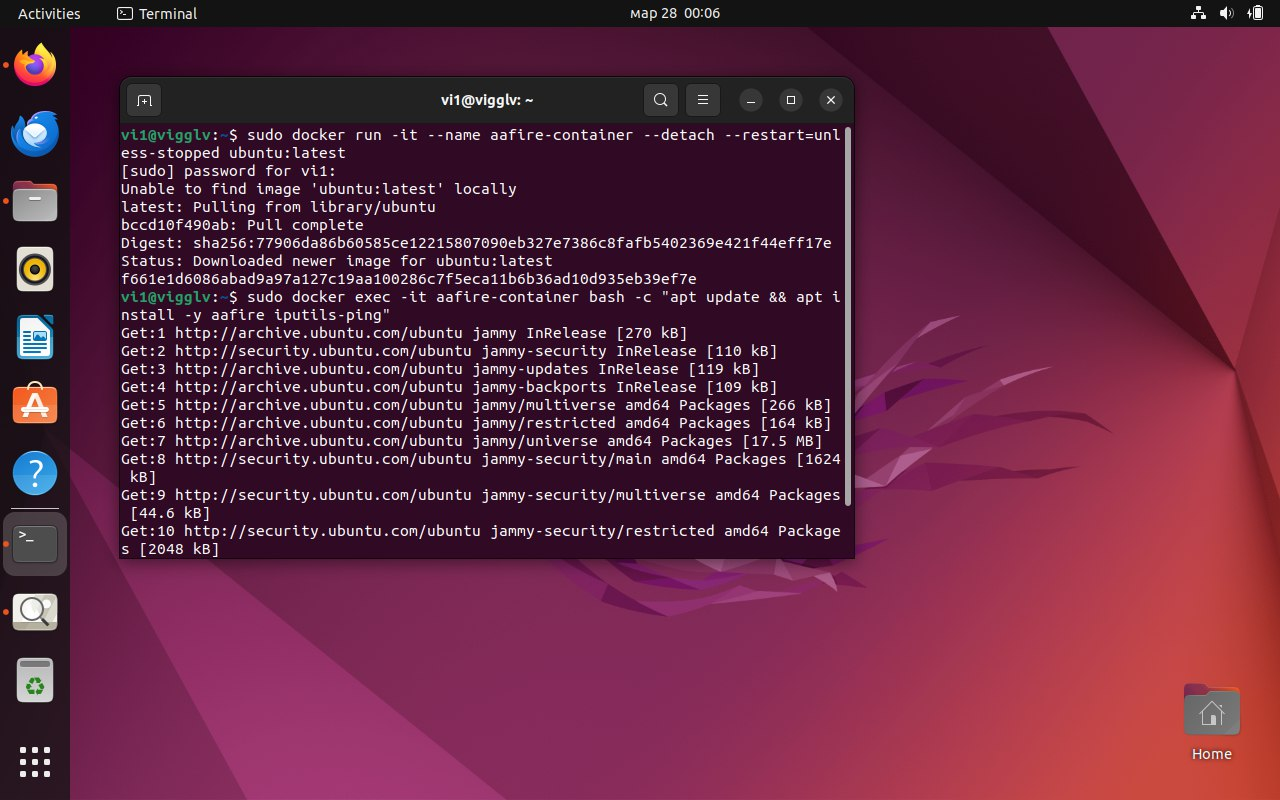 Activities
Terminal
мар 28 00:06
vi1@vigglv: ~
vi1@vigglv:~$ sudo docker run -it --name aafire-container --detach --restart=unl
ess-stopped ubuntu:latest
[sudo] password for vi1:
Unable to find image 'ubuntu:latest' locally
latest: Pulling from library/ubuntu
bccd10f490ab: Pull complete
Digest: sha256:77906da86b60585ce12215807090eb327e7386c8fafb5402369e421f44eff17e
Status: Downloaded newer image for ubuntu:latest
f661e1d6086abad9a97a127c19aa100286c7f5eca11b6b36ad10d935eb39ef7e
vi1@vigglv:~$ sudo docker exec -it aafire-container bash -c "apt update && apt i
nstall -y aafire iputils-ping"
Get:1 http://archive.ubuntu.com/ubuntu jammy InRelease [270 kB]
Get:2 http://security.ubuntu.com/ubuntu jammy-security InRelease [110 kB]
Get:3 http://archive.ubuntu.com/ubuntu jammy-updates InRelease [119 kB]
Get:4 http://archive.ubuntu.com/ubuntu jammy-backports InRelease [109 kB]
Get:5 http://archive.ubuntu.com/ubuntu jammy/multiverse amd64 Packages [266 kB]
Get:6 http://archive.ubuntu.com/ubuntu jammy/restricted amd64 Packages [164 kB]
Get:7 http://archive.ubuntu.com/ubuntu jammy/universe amd64 Packages [17.5 MB]
Get:8 http://security.ubuntu.com/ubuntu jammy-security/main amd64 Packages [1624
 kB]
Get:9 http://security.ubuntu.com/ubuntu jammy-security/multiverse amd64 Packages
 [44.6 kB]
Get:10 http://security.ubuntu.com/ubuntu jammy-security/restricted amd64 Package
s [2048 kB]
Home